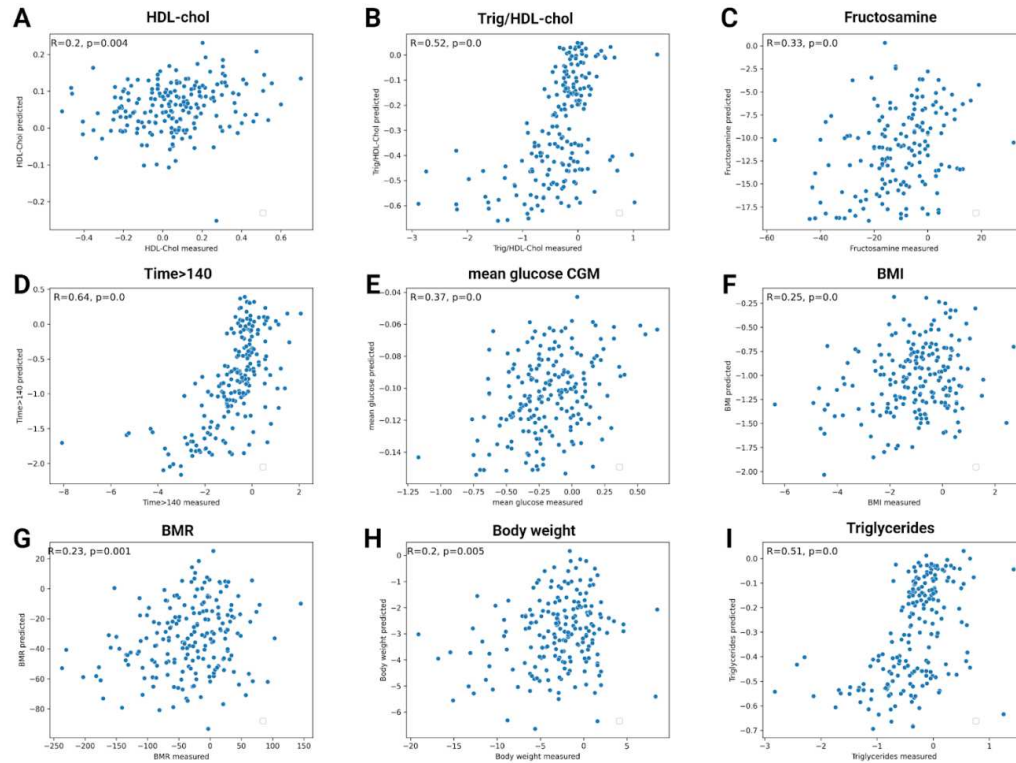 A
HDL-chol
R=0.2, p=0.004
HDL-Chol predicted
0.2
0.1
0.0
−0.1
−0.2
−0.4
−0.2
0.0
0.2
0.4
0.6
HDL-Chol measured
B
Trig/HDL-chol
R=0.52, p=0.0
Trig/HDL-Chol predicted
0.0
−0.1
−0.2
−0.3
−0.4
−0.5
−0.6
−3
−2
−1
0
1
Trig/HDL-Chol measured
C
Fructosamine
R=0.33, p=0.0
Fructosamine predicted
0.0
−2.5
−5.0
−7.5
−10.0
−12.5
−15.0
−17.5
−60
−40
−20
0
20
Fructosamine measured
D
Time>140
R=0.64, p=0.0
Time>140 predicted
0.5
0.0
−0.5
−1.0
−1.5
−2.0
−8
−6
−4
−2
0
2
Time>140 measured
E
mean glucose CGM
R=0.37, p=0.0
mean glucose predicted
−0.04
−0.06
−0.08
−0.10
−0.12
−0.14
−1.25
−1.00
−0.75
−0.50
−0.25
0.00
0.25
0.50
mean glucose measured
F
BMI
R=0.25, p=0.0
BMI predicted
−0.25
−0.50
−0.75
−1.00
−1.25
−1.50
−1.75
−2.00
−6
−4
−2
0
2
BMI measured
G
BMR
R=0.23, p=0.001
BMR predicted
20
0
−20
−40
−60
−80
−250
−200
−150
−100
−50
0
50
100
150
BMR measured
H
Body weight
R=0.2, p=0.005
Body weight predicted
0
−1
−2
−3
−4
−5
−6
−20
−15
−10
−5
0
5
Body weight measured
I
Triglycerides
R=0.51, p=0.0
Triglycerides predicted
0.0
−0.1
−0.2
−0.3
−0.4
−0.5
−0.6
−0.7
−3
−2
−1
0
1
Triglycerides measured